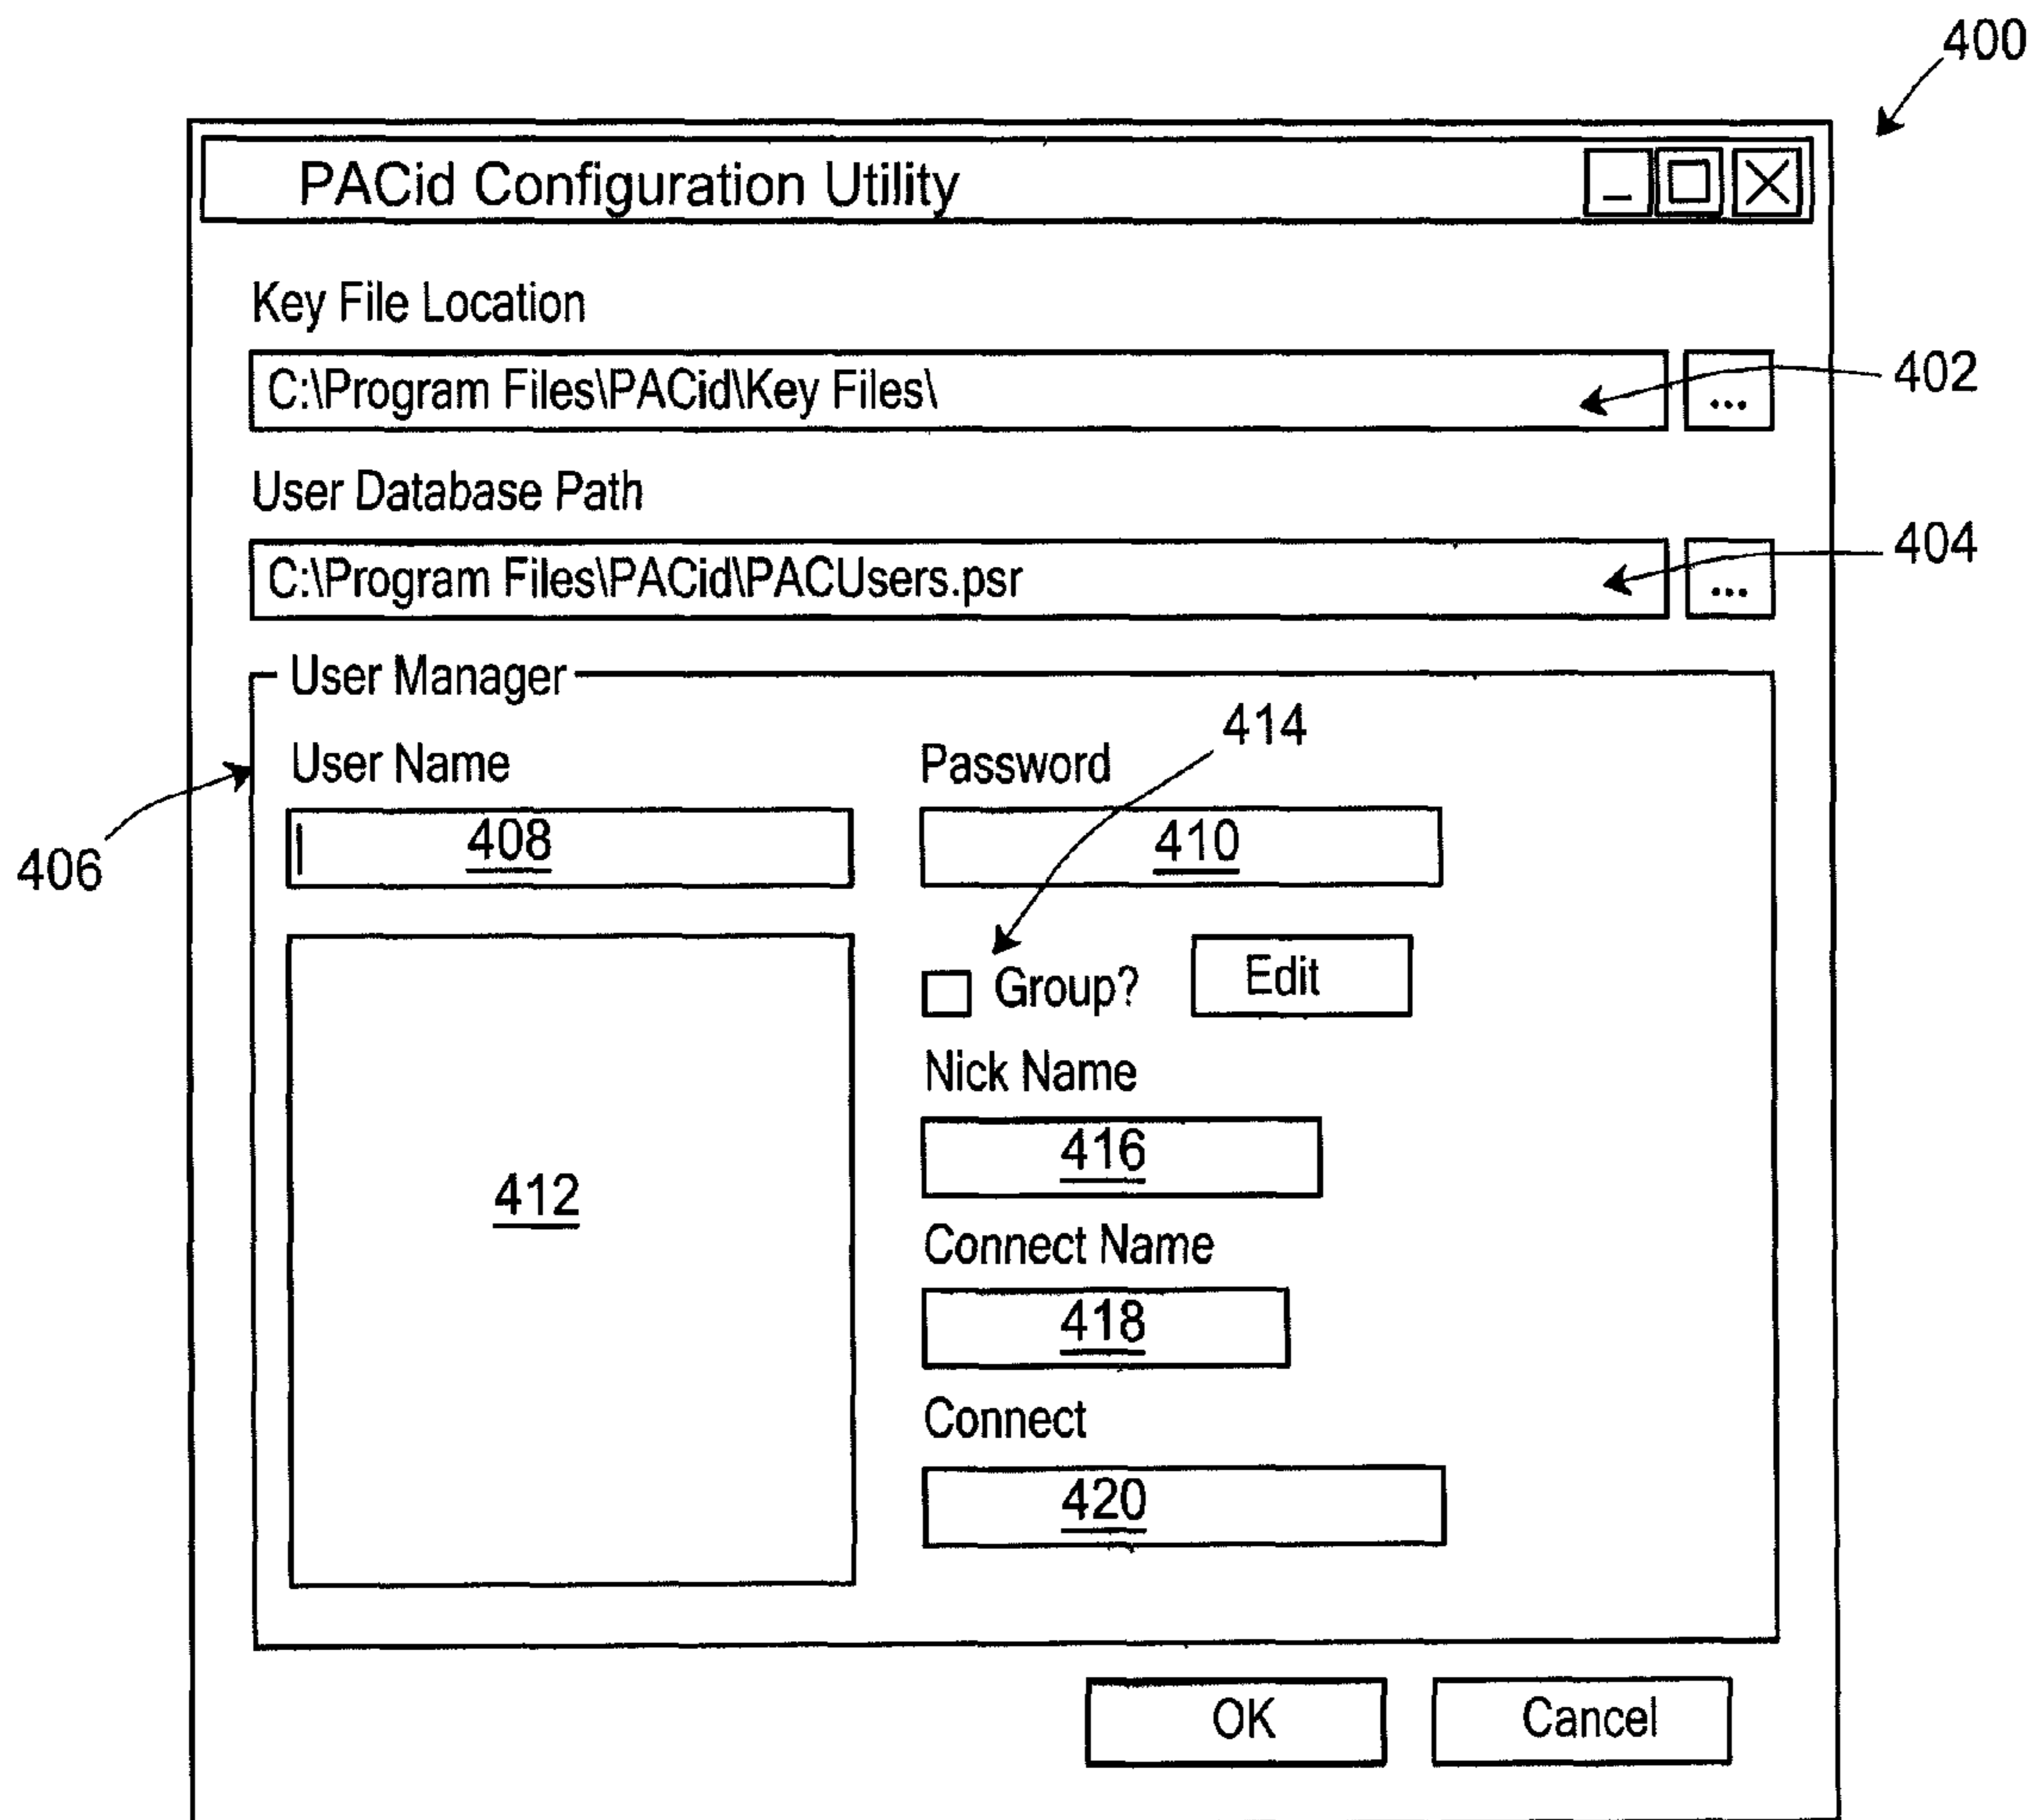 400
PACid Configuration Utility
Key File Location
C:\Program Files\PACid\Key Files\
...
402
User Database Path
C:\Program Files\PACid\PACUsers.psr
...
404
User Manager
414
User Name
Password
406
408
410
Group?
Edit
Nick Name
416
412
Connect Name
418
Connect
420
OK
Cancel